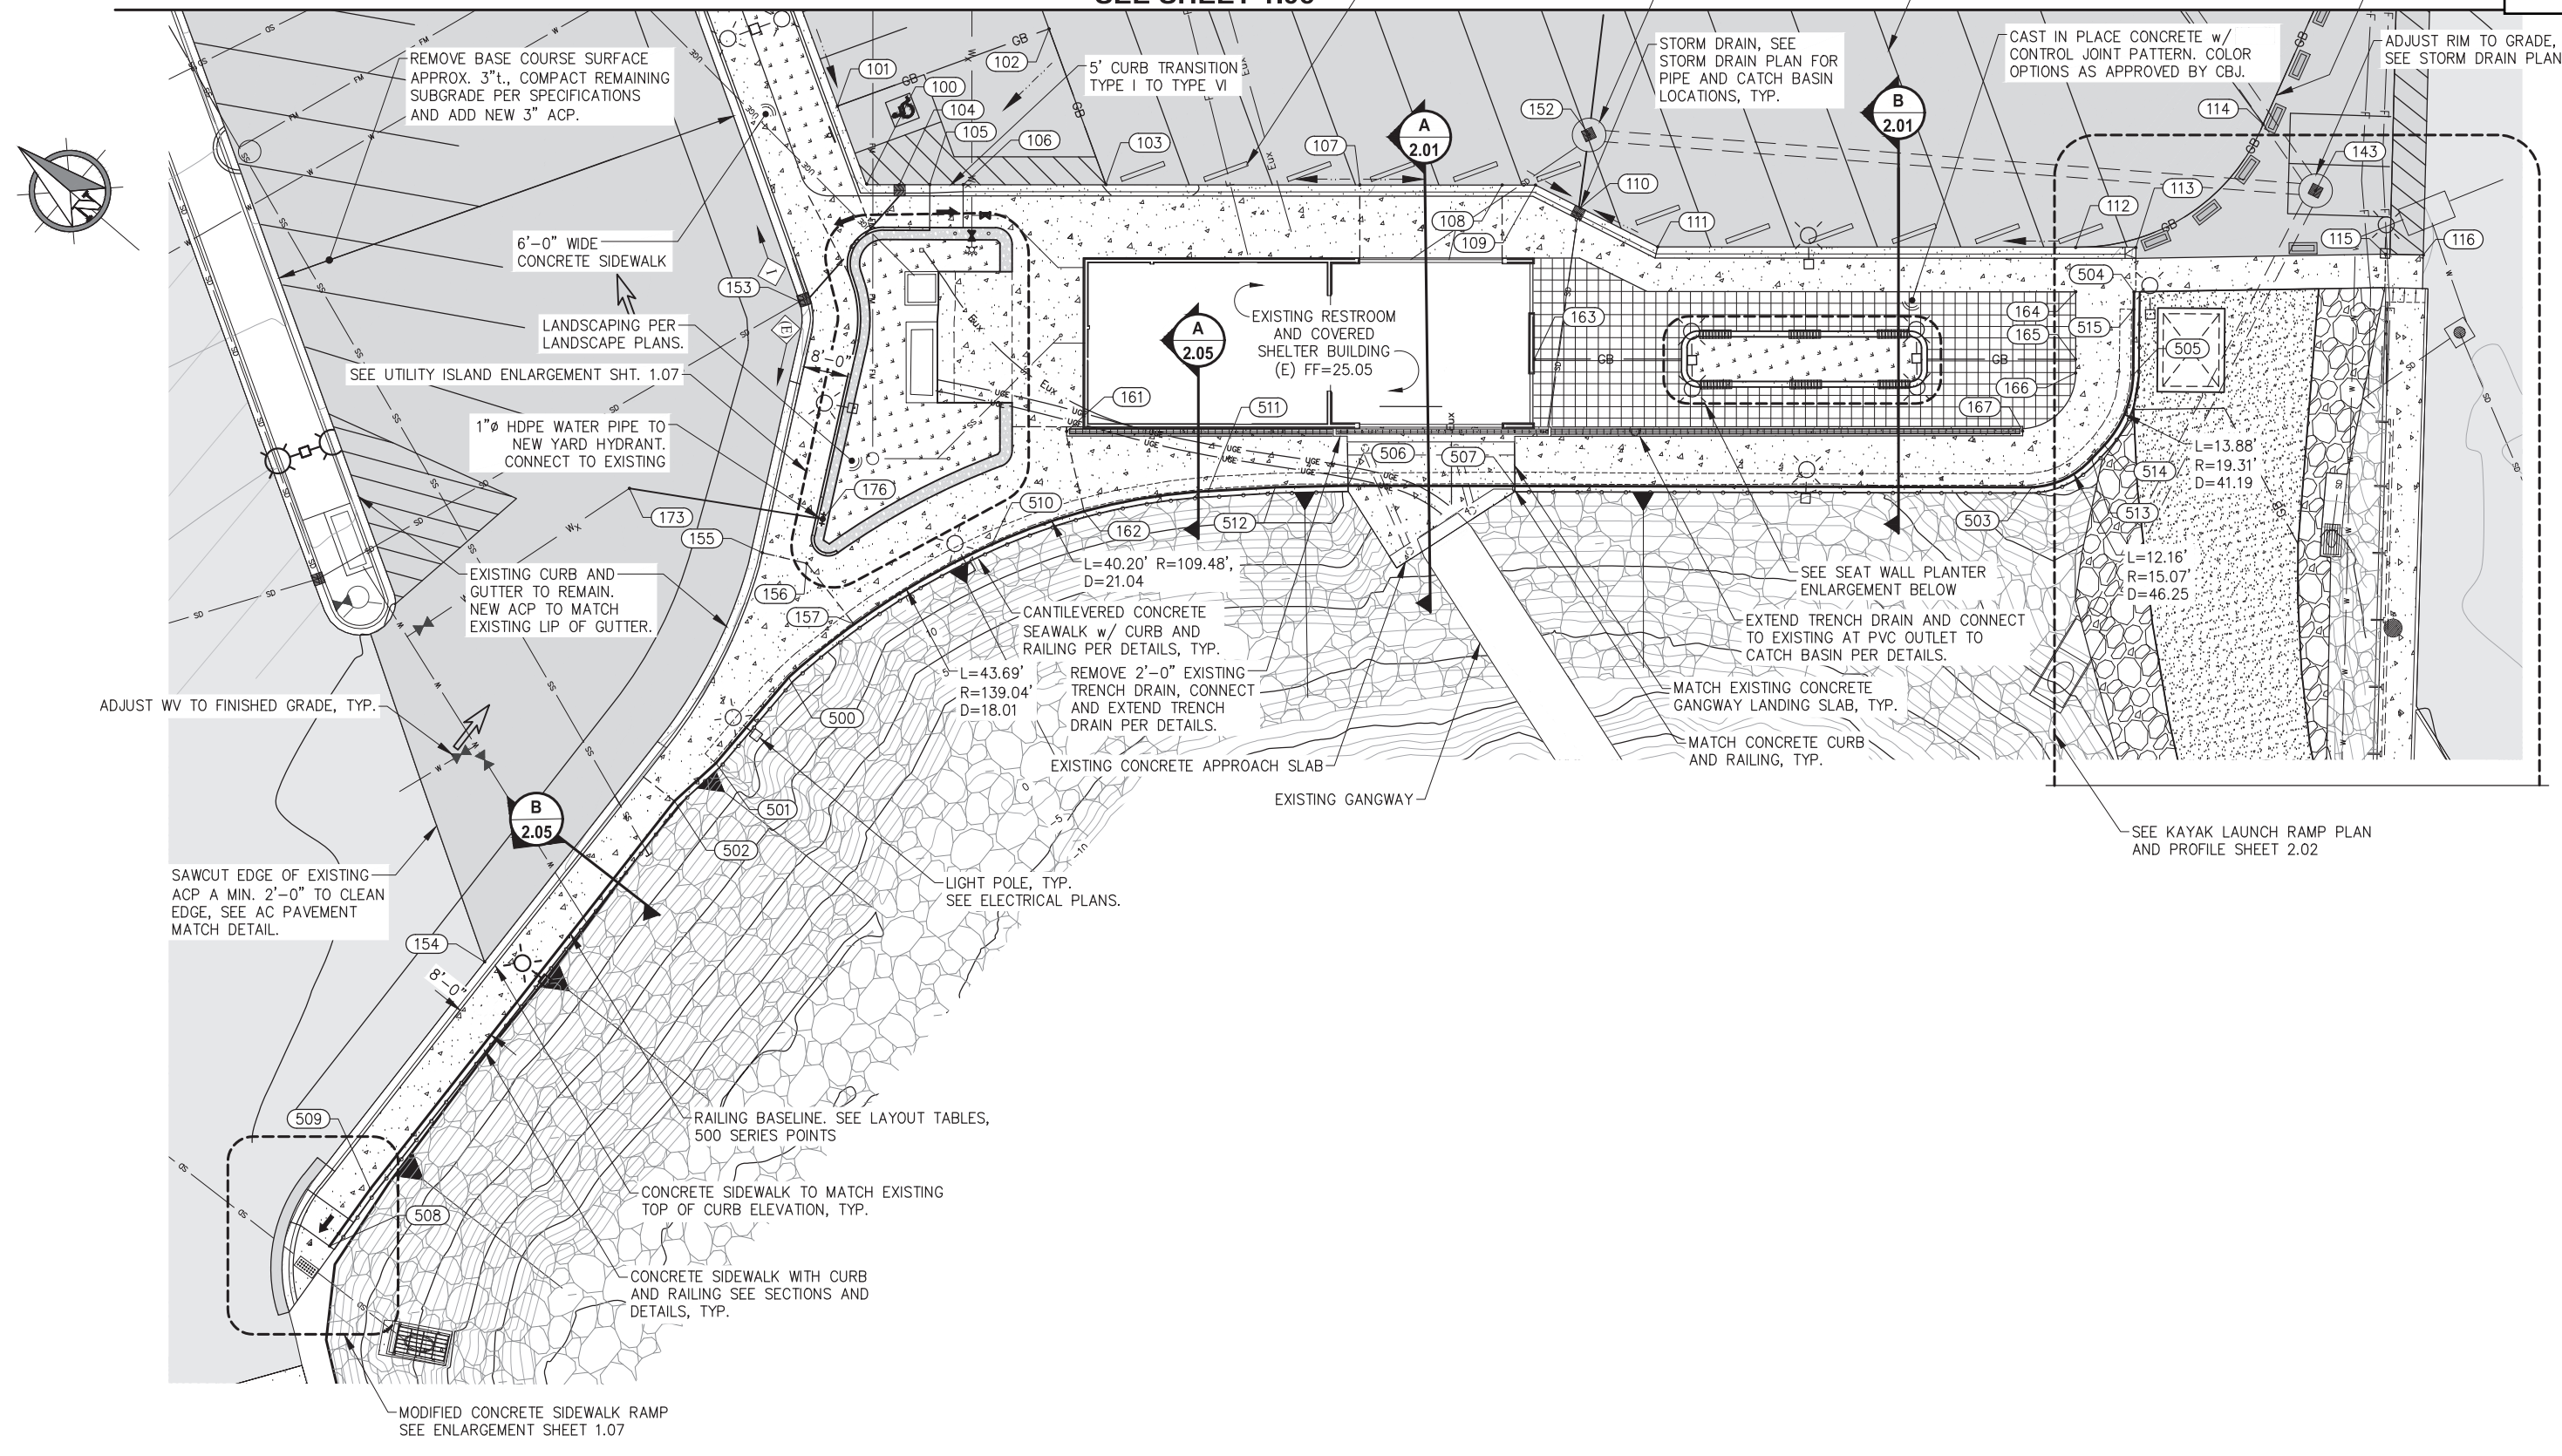 SEE SHEET 1.06
REMOVE BASE COURSE SURFACE
APPROX. 3"t., COMPACT REMAINING
SUBGRADE PER SPECIFICATIONS
AND ADD NEW 3" ACP.
101
102
100
104
105
106
5' CURB TRANSITION
TYPE I TO TYPE VI
103
107
A
2.01
152
STORM DRAIN, SEE
STORM DRAIN PLAN FOR
PIPE AND CATCH BASIN
LOCATIONS, TYP.
B
2.01
CAST IN PLACE CONCRETE w/
CONTROL JOINT PATTERN. COLOR
OPTIONS AS APPROVED BY CBJ.
ADJUST RIM TO GRADE,
SEE STORM DRAIN PLAN
114
143
110
108
109
111
112
113
115
116
6'-0" WIDE
CONCRETE SIDEWALK
153
LANDSCAPING PER
LANDSCAPE PLANS.
8'-0"
SEE UTILITY ISLAND ENLARGEMENT SHT. 1.07
1"ø HDPE WATER PIPE TO
NEW YARD HYDRANT.
CONNECT TO EXISTING
A
2.05
EXISTING RESTROOM
AND COVERED
SHELTER BUILDING
(E) FF=25.05
163
504
164
515
165
505
166
167
161
511
506
507
L=13.88'
R=19.31'
D=41.19
514
513
503
176
173
155
510
162
512
L=40.20' R=109.48',
D=21.04
L=12.16'
R=15.07'
D=46.25
EXISTING CURB AND
GUTTER TO REMAIN.
NEW ACP TO MATCH
EXISTING LIP OF GUTTER.
156
157
CANTILEVERED CONCRETE
SEAWALK w/ CURB AND
RAILING PER DETAILS, TYP.
SEE SEAT WALL PLANTER
ENLARGEMENT BELOW
EXTEND TRENCH DRAIN AND CONNECT
TO EXISTING AT PVC OUTLET TO
CATCH BASIN PER DETAILS.
L=43.69'
R=139.04'
D=18.01
REMOVE 2'-0" EXISTING
TRENCH DRAIN, CONNECT
AND EXTEND TRENCH
DRAIN PER DETAILS.
MATCH EXISTING CONCRETE
GANGWAY LANDING SLAB, TYP.
ADJUST WV TO FINISHED GRADE, TYP.
500
MATCH CONCRETE CURB
AND RAILING, TYP.
EXISTING CONCRETE APPROACH SLAB
EXISTING GANGWAY
501
B
2.05
502
SEE KAYAK LAUNCH RAMP PLAN
AND PROFILE SHEET 2.02
SAWCUT EDGE OF EXISTING
ACP A MIN. 2'-0" TO CLEAN
EDGE, SEE AC PAVEMENT
MATCH DETAIL.
LIGHT POLE, TYP.
SEE ELECTRICAL PLANS.
154
8'-0"
RAILING BASELINE. SEE LAYOUT TABLES,
500 SERIES POINTS
509
CONCRETE SIDEWALK TO MATCH EXISTING
TOP OF CURB ELEVATION, TYP.
508
CONCRETE SIDEWALK WITH CURB
AND RAILING SEE SECTIONS AND
DETAILS, TYP.
MODIFIED CONCRETE SIDEWALK RAMP
SEE ENLARGEMENT SHEET 1.07